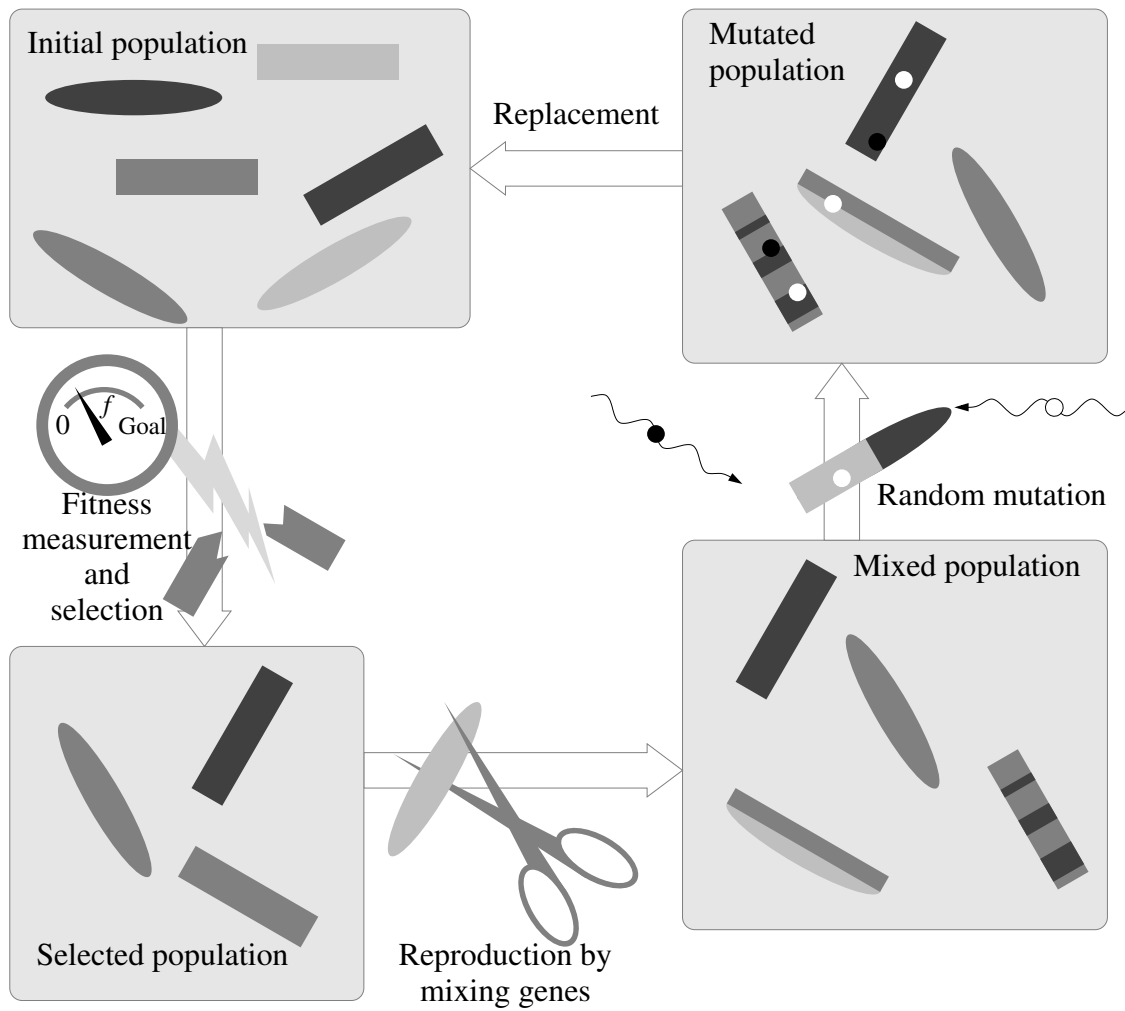 Initial population
Mutated
population
Replacement
0
f
Goal
Fitness
measurement
and
selection
Random mutation
Mixed population
Selected population
Reproduction by
mixing genes